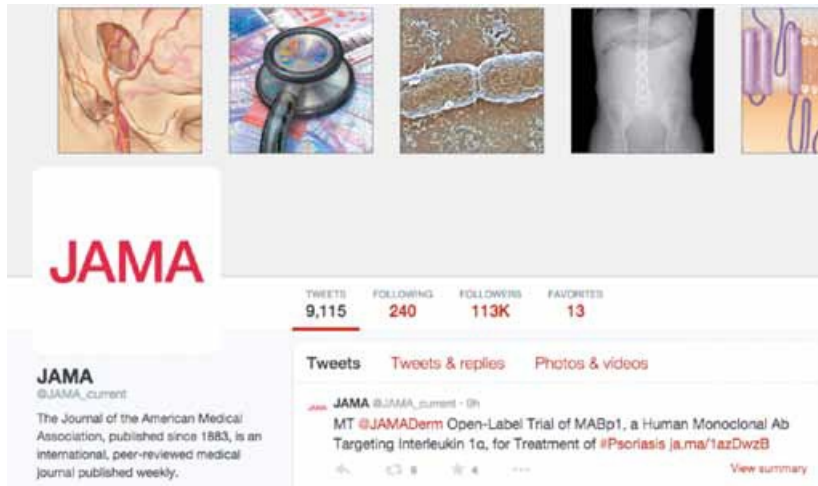 JAMA
TWEETS FOLLOWING FOLLOWERS FAVORITES
9,115 240 113K 13
JAMA
@JAMA_current
The Journal of the American Medical
Association, published since 1883, is an
international, peer-reviewed medical
journal published weekly.
Tweets Tweets & replies Photos & videos
JAMA @JAMA_current · 9h
MT @JAMADerm Open-Label Trial of MABp1, a Human Monoclonal Ab
Targeting Interleukin 1α, for Treatment of #Psoriasis ja.ma/1azDwzB
4
View summary